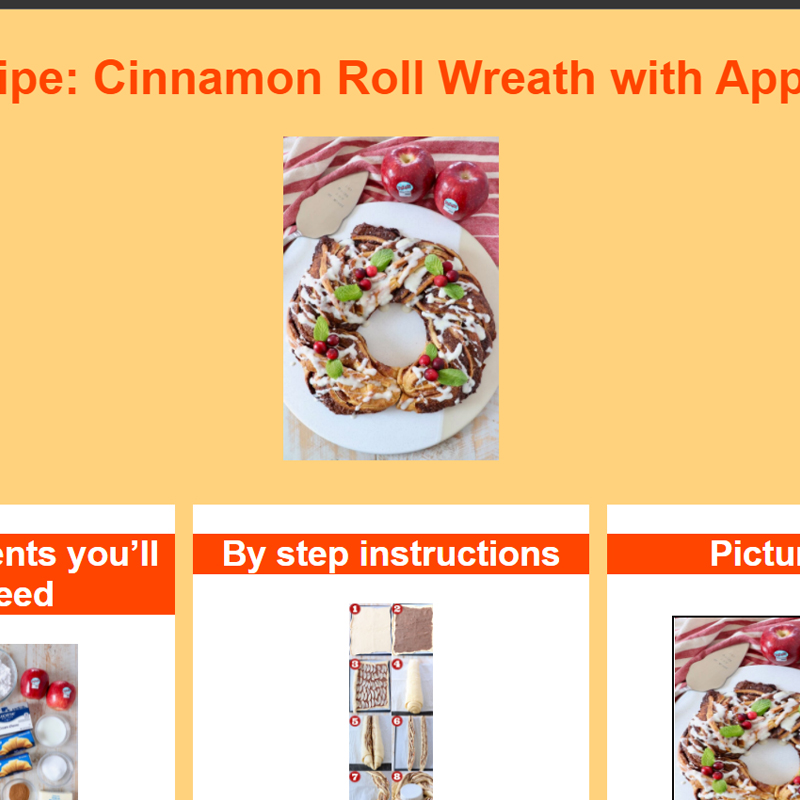 ipe: Cinnamon Roll Wreath with App
ents you'll
eed
By step instructions
Pictur
1 2
3 4
5 6
7 8